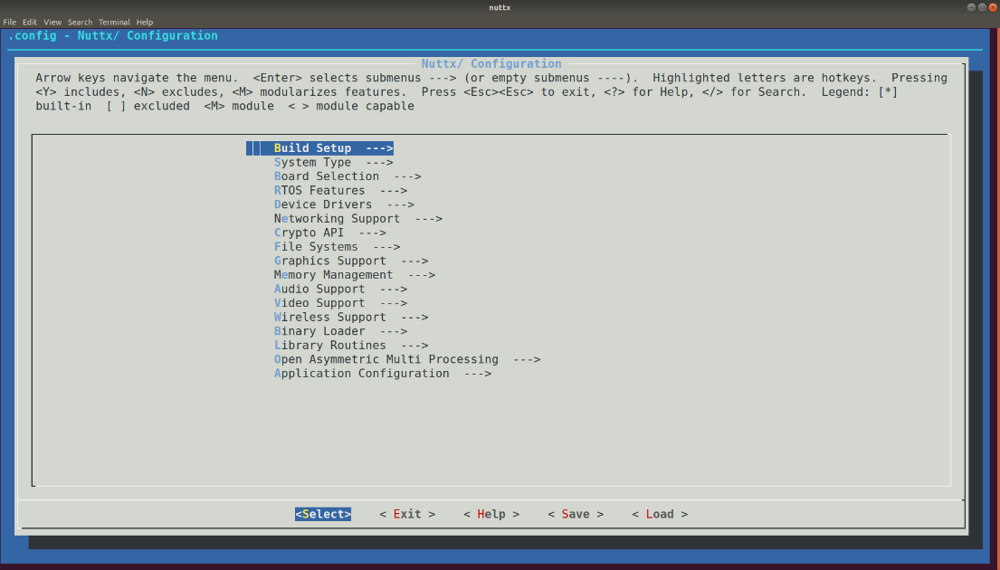 nuttx
File Edit View Search Terminal Help
.config - Nuttx/ Configuration
Nuttx/ Configuration
Arrow keys navigate the menu.  <Enter> selects submenus ---> (or empty submenus ----).  Highlighted letters are hotkeys.  Pressing
<Y> includes, <N> excludes, <M> modularizes features.  Press <Esc><Esc> to exit, <?> for Help, </> for Search.  Legend: [*]
built-in  [ ] excluded  <M> module  < > module capable
Build Setup  --->
System Type  --->
Board Selection  --->
RTOS Features  --->
Device Drivers  --->
Networking Support  --->
Crypto API  --->
File Systems  --->
Graphics Support  --->
Memory Management  --->
Audio Support  --->
Video Support  --->
Wireless Support  --->
Binary Loader  --->
Library Routines  --->
Open Asymmetric Multi Processing  --->
Application Configuration  --->
<Select>    < Exit >    < Help >    < Save >    < Load >